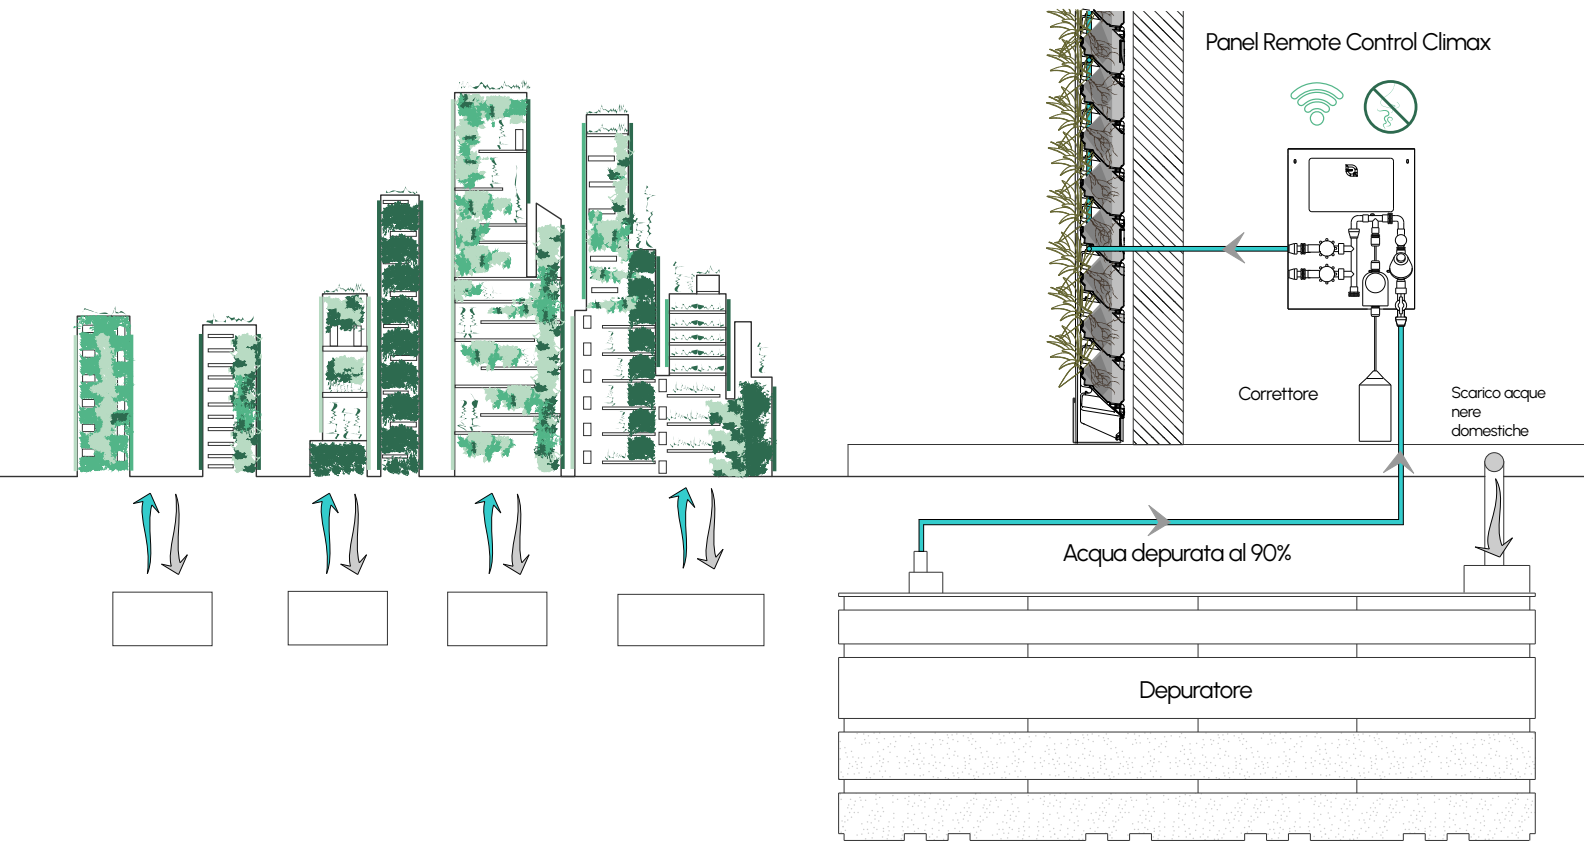 Panel Remote Control Climax
Correttore
Scarico acque
nere
domestiche
Acqua depurata al 90%
Depuratore